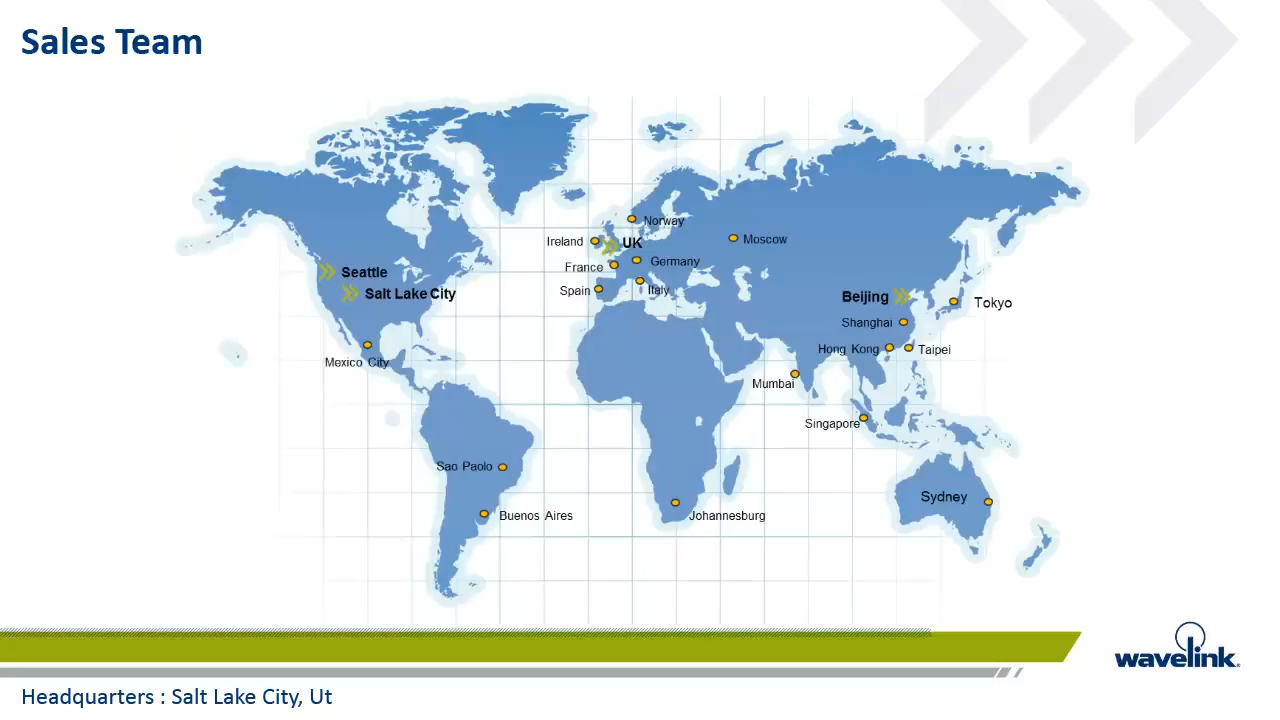 Sales Team
Norway
Ireland
UK
Moscow
France
Germany
Seattle
Spain
Italy
Salt Lake City
Beijing
Tokyo
Shanghai
Hong Kong
Taipei
Mexico City
Mumbai
Singapore
Sao Paolo
Sydney
Buenos Aires
Johannesburg
wavelink
Headquarters : Salt Lake City, Ut